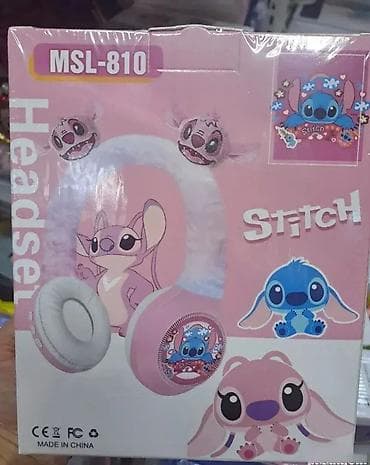 MSL-810
Headset
Stitch
STiTCH
CE FC
MADE IN CHINA